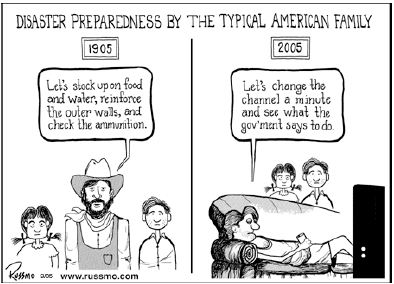 DISASTER PREPAREDNESS BY THE TYPICAL AMERICAN FAMILY
1905
Let's stock up on food
and water, reinforce
the outer walls, and
check the ammunition.
2005
Let's change the
channel a minute
and see what the
gov'ment says to do.
Russmo 2005
www.russmo.com